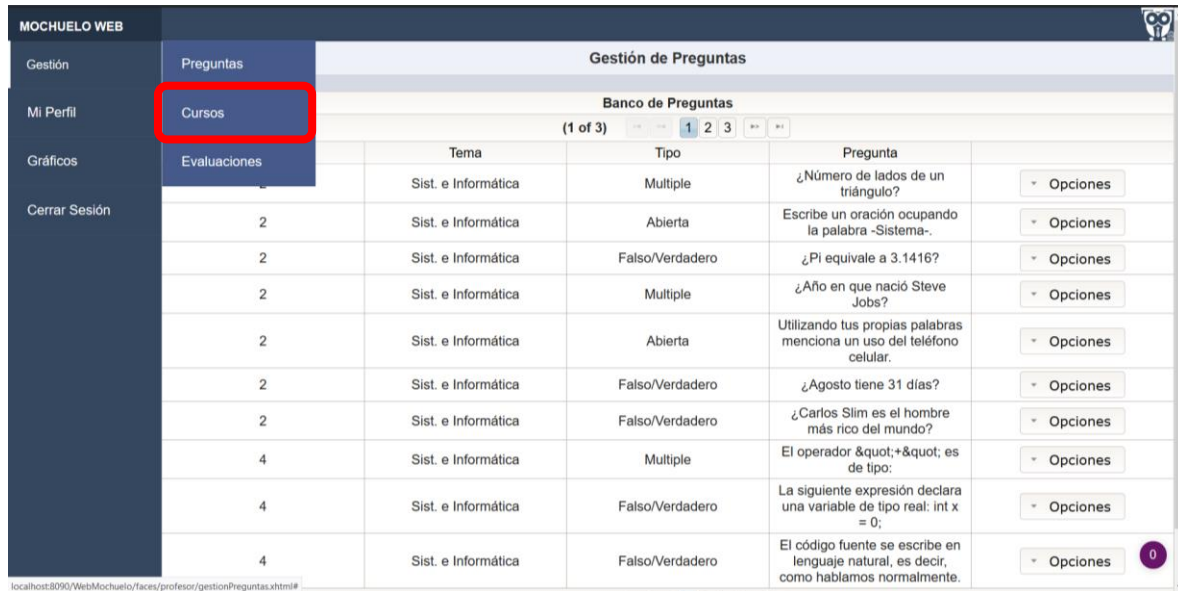 MOCHUELO WEB
Gestión
Mi Perfil
Gráficos
Cerrar Sesión
Preguntas
Cursos
Evaluaciones
Gestión de Preguntas
Banco de Preguntas
(1 of 3) 1 2 3
Tema Tipo Pregunta
2 Sist. e Informática Multiple ¿Número de lados de un
triángulo? Opciones
2 Sist. e Informática Abierta Escribe un oración ocupando
la palabra -Sistema-. Opciones
2 Sist. e Informática Falso/Verdadero ¿Pi equivale a 3.1416? Opciones
2 Sist. e Informática Multiple ¿Año en que nació Steve
Jobs? Opciones
2 Sist. e Informática Abierta Utilizando tus propias palabras
menciona un uso del teléfono
celular. Opciones
2 Sist. e Informática Falso/Verdadero ¿Agosto tiene 31 días? Opciones
2 Sist. e Informática Falso/Verdadero ¿Carlos Slim es el hombre
más rico del mundo? Opciones
4 Sist. e Informática Multiple El operador &quot;+&quot; es
de tipo: Opciones
4 Sist. e Informática Falso/Verdadero La siguiente expresión declara
una variable de tipo real: int x
= 0; Opciones
4 Sist. e Informática Falso/Verdadero El código fuente se escribe en
lenguaje natural, es decir,
como hablamos normalmente. Opciones
0
localhost:8090/WebMochuelo/faces/profesor/gestionPreguntas.xhtml#